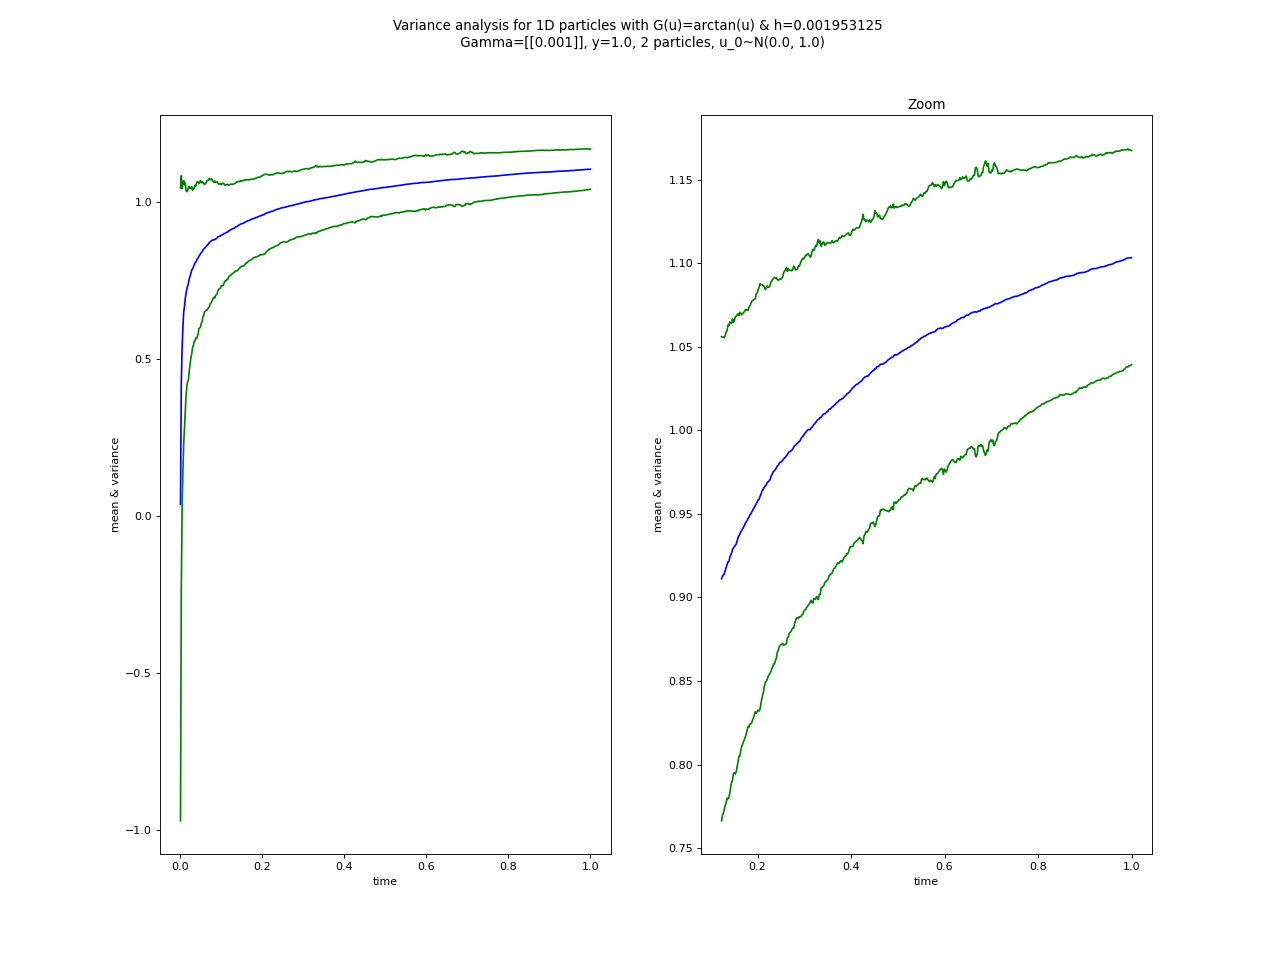 Variance analysis for 1D particles with G(u)=arctan(u) & h=0.001953125
Gamma=[[0.001]], y=1.0, 2 particles, u_0~N(0.0, 1.0)
mean & variance
1.0
0.5
0.0
−0.5
−1.0
0.0 0.2 0.4 0.6 0.8 1.0
time
Zoom
mean & variance
1.15
1.10
1.05
1.00
0.95
0.90
0.85
0.80
0.75
0.2 0.4 0.6 0.8 1.0
time